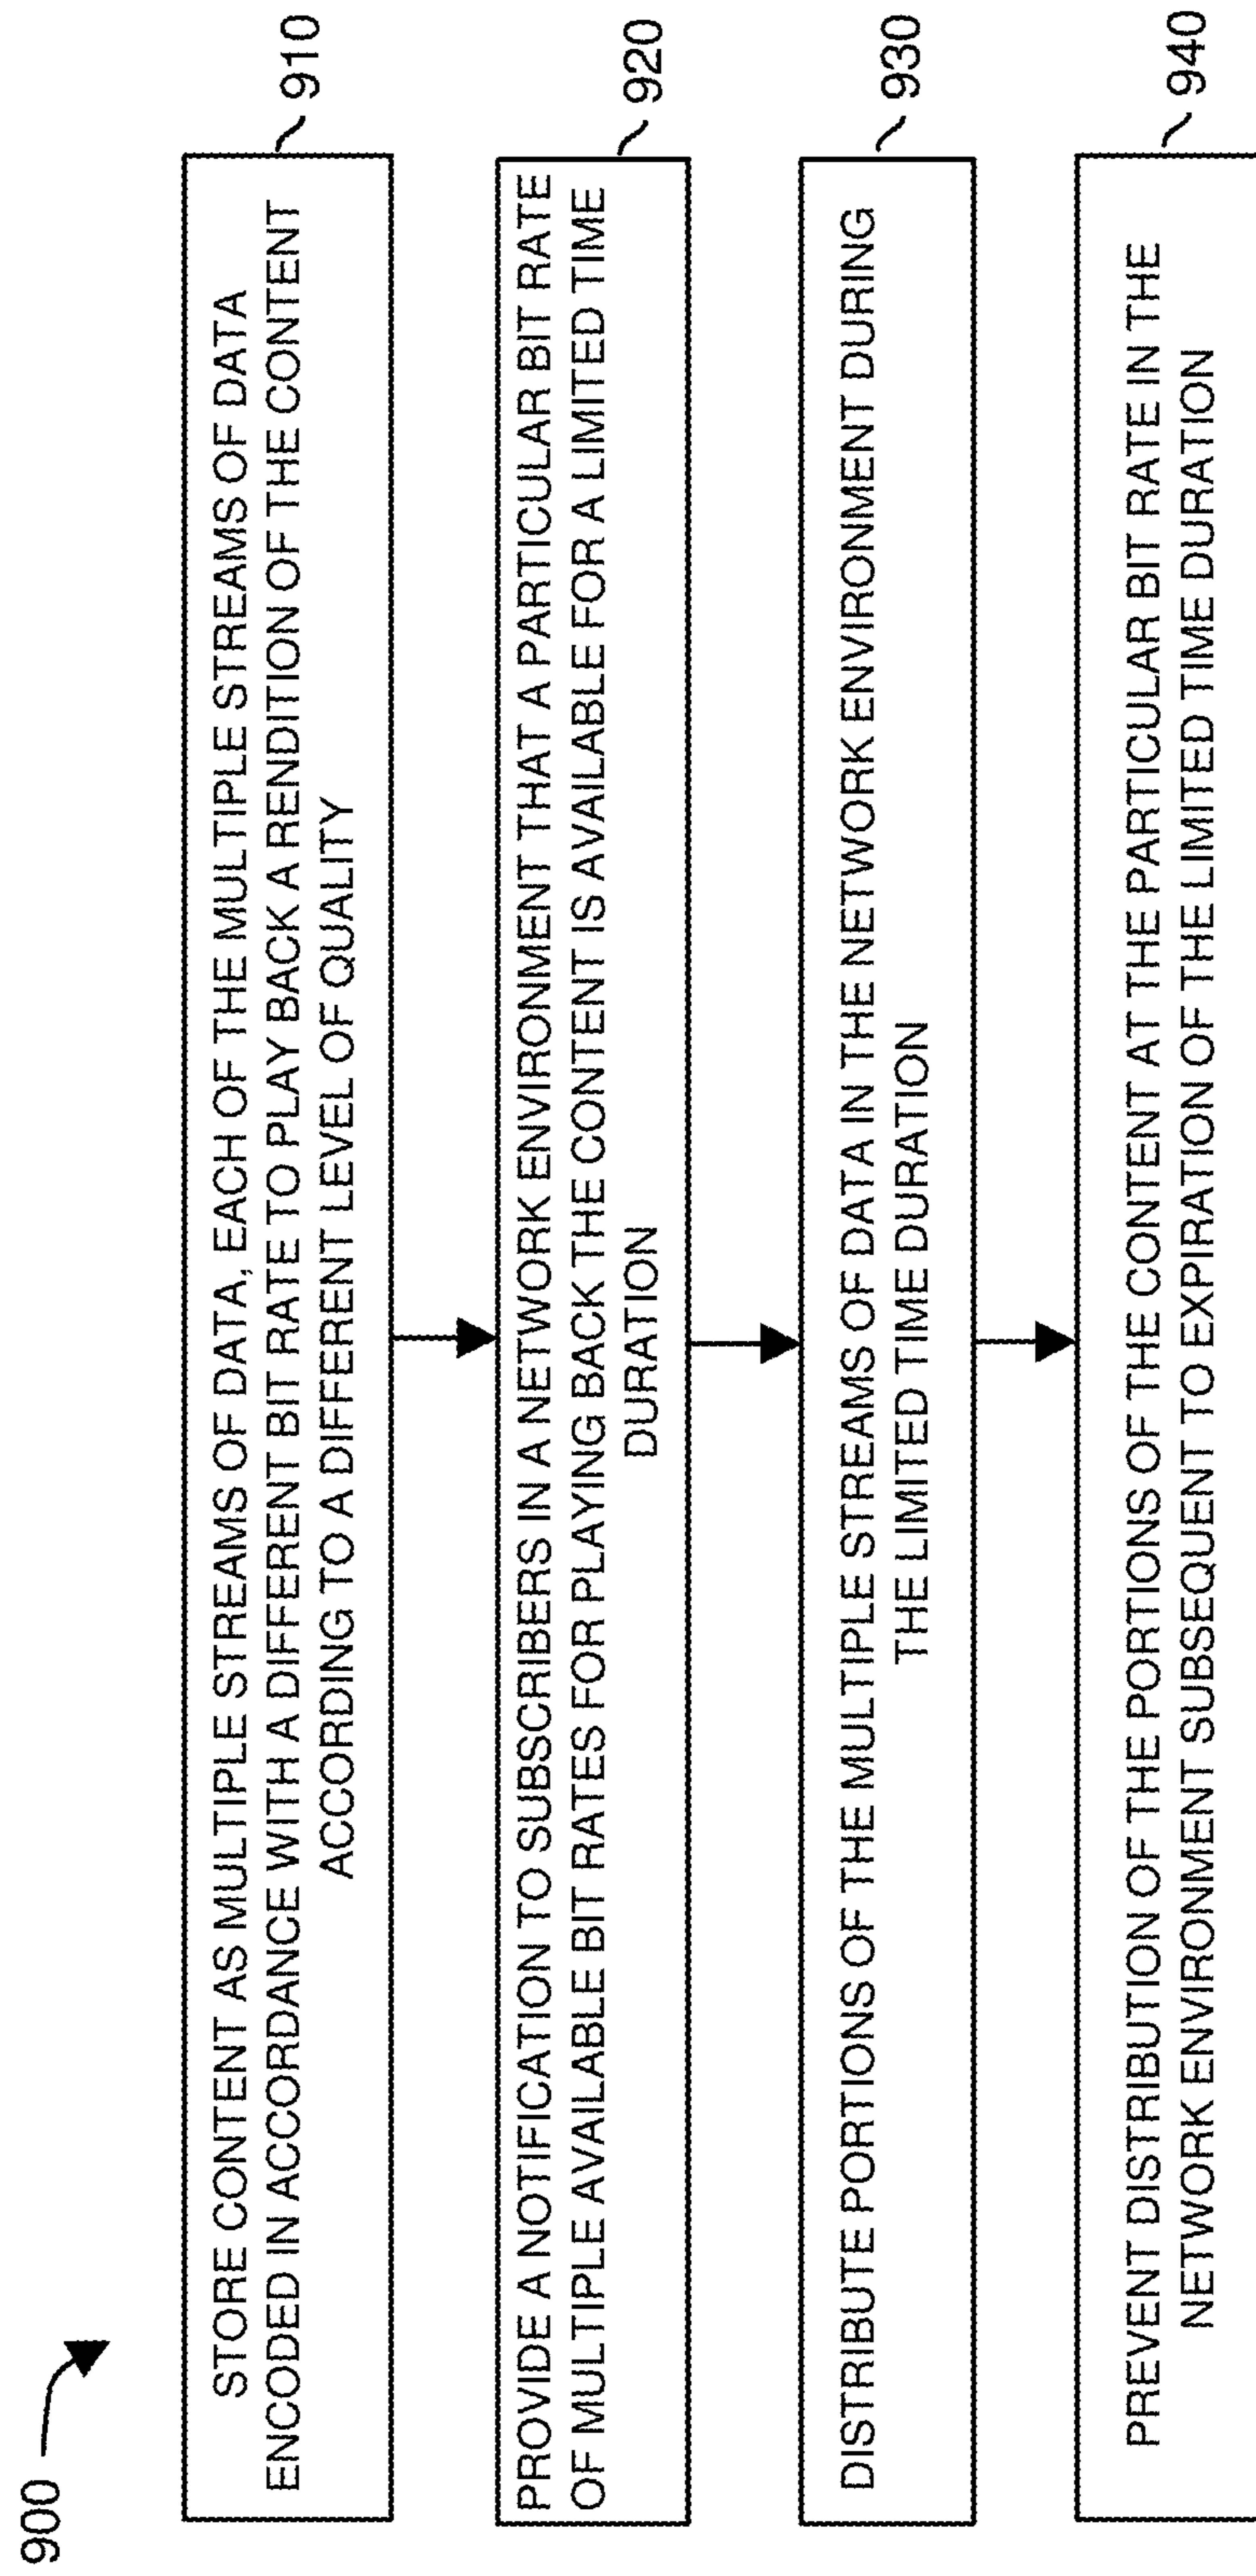 900
STORE CONTENT AS MULTIPLE STREAMS OF DATA, EACH OF THE MULTIPLE STREAMS OF DATA
ENCODED IN ACCORDANCE WITH A DIFFERENT BIT RATE TO PLAY BACK A RENDITION OF THE CONTENT
ACCORDING TO A DIFFERENT LEVEL OF QUALITY
910
PROVIDE A NOTIFICATION TO SUBSCRIBERS IN A NETWORK ENVIRONMENT THAT A PARTICULAR BIT RATE
OF MULTIPLE AVAILABLE BIT RATES FOR PLAYING BACK THE CONTENT IS AVAILABLE FOR A LIMITED TIME
DURATION
920
DISTRIBUTE PORTIONS OF THE MULTIPLE STREAMS OF DATA IN THE NETWORK ENVIRONMENT DURING
THE LIMITED TIME DURATION
930
PREVENT DISTRIBUTION OF THE PORTIONS OF THE CONTENT AT THE PARTICULAR BIT RATE IN THE
NETWORK ENVIRONMENT SUBSEQUENT TO EXPIRATION OF THE LIMITED TIME DURATION
940